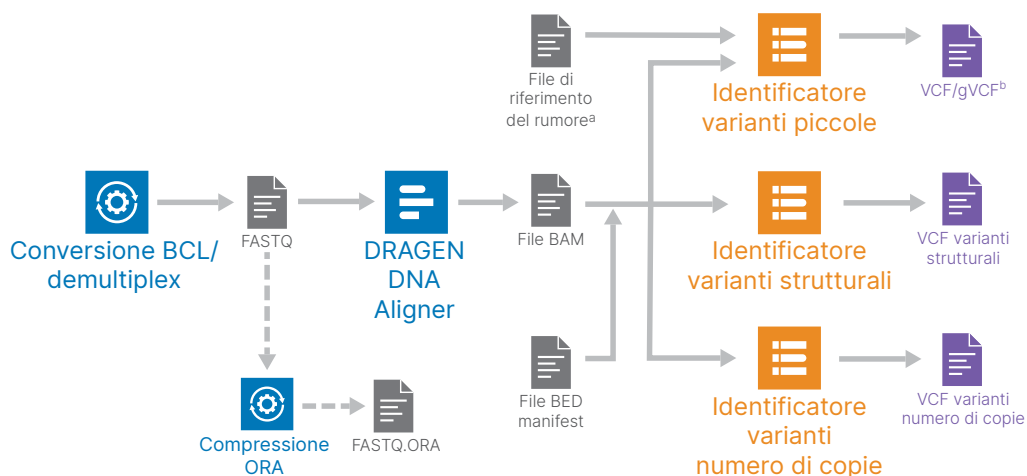 File di
riferimento
del rumoreᵃ
Identificatore
varianti piccole
VCF/gVCFᵇ
Conversione BCL/
demultiplex
FASTQ
DRAGEN
DNA
Aligner
File BAM
Identificatore
varianti strutturali
VCF varianti
strutturali
Compressione
ORA
FASTQ.ORA
File BED
manifest
Identificatore
varianti
numero di copie
VCF varianti
numero di copie